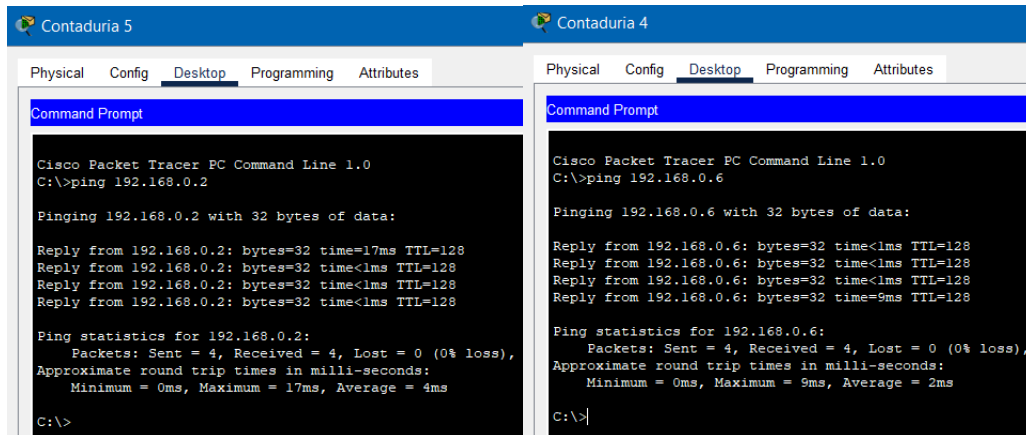 Contaduria 5
Physical Config Desktop Programming Attributes
Command Prompt
Cisco Packet Tracer PC Command Line 1.0
C:\>ping 192.168.0.2
Pinging 192.168.0.2 with 32 bytes of data:
Reply from 192.168.0.2: bytes=32 time=17ms TTL=128
Reply from 192.168.0.2: bytes=32 time<1ms TTL=128
Reply from 192.168.0.2: bytes=32 time<1ms TTL=128
Reply from 192.168.0.2: bytes=32 time<1ms TTL=128
Ping statistics for 192.168.0.2:
Packets: Sent = 4, Received = 4, Lost = 0 (0% loss),
Approximate round trip times in milli-seconds:
Minimum = 0ms, Maximum = 17ms, Average = 4ms
C:\>
Contaduria 4
Physical Config Desktop Programming Attributes
Command Prompt
Cisco Packet Tracer PC Command Line 1.0
C:\>ping 192.168.0.6
Pinging 192.168.0.6 with 32 bytes of data:
Reply from 192.168.0.6: bytes=32 time<1ms TTL=128
Reply from 192.168.0.6: bytes=32 time<1ms TTL=128
Reply from 192.168.0.6: bytes=32 time<1ms TTL=128
Reply from 192.168.0.6: bytes=32 time=9ms TTL=128
Ping statistics for 192.168.0.6:
Packets: Sent = 4, Received = 4, Lost = 0 (0% loss),
Approximate round trip times in milli-seconds:
Minimum = 0ms, Maximum = 9ms, Average = 2ms
C:\>